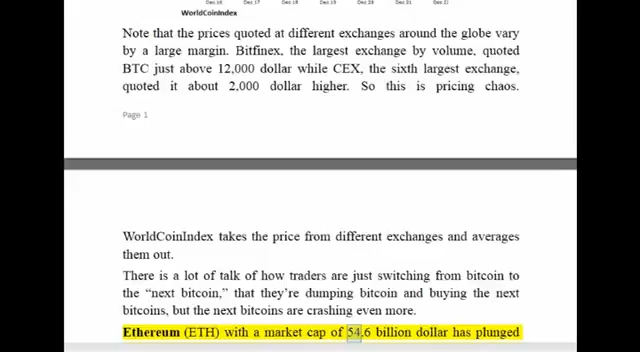 Dec 16 Dec 17 Dec 18 Dec 19 Dec 20 Dec 21 Dec 22
WorldCoinIndex
Note that the prices quoted at different exchanges around the globe vary
by a large margin. Bitfinex, the largest exchange by volume, quoted
BTC just above 12,000 dollar while CEX, the sixth largest exchange,
quoted it about 2,000 dollar higher. So this is pricing chaos.
Page 1
WorldCoinIndex takes the price from different exchanges and averages
them out.
There is a lot of talk of how traders are just switching from bitcoin to
the “next bitcoin,” that they’re dumping bitcoin and buying the next
bitcoins, but the next bitcoins are crashing even more.
Ethereum (ETH) with a market cap of 54.6 billion dollar has plunged